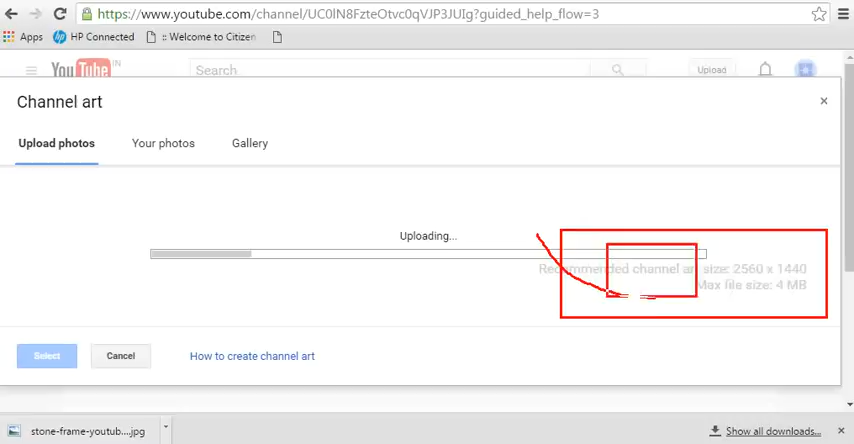 https://www.youtube.com/channel/UC0lN8FzteOtvc0qVJP3JUIg?guided_help_flow=3
Apps HP Connected :: Welcome to Citizen
YouTube IN Search Upload
Channel art ×
Upload photos Your photos Gallery
Uploading...
Recommended channel art size: 2560 x 1440
Max file size: 4 MB
Select Cancel How to create channel art
stone-frame-youtub....jpg Show all downloads... ×